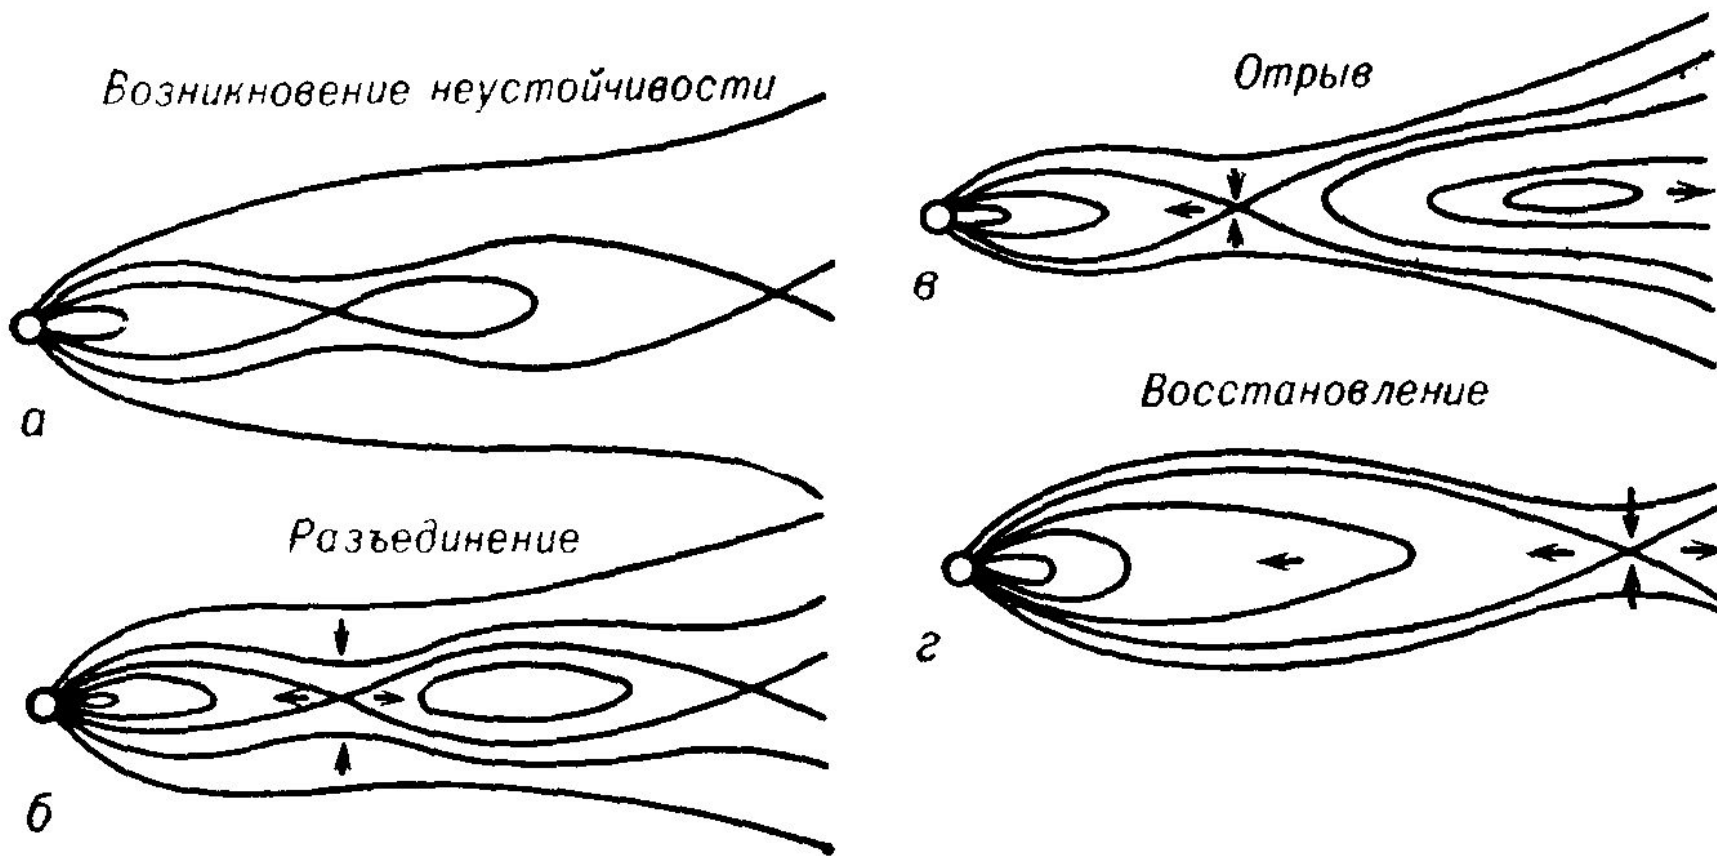 Возникновение неустойчивости
а
Разъединение
б
Отрыв
в
Восстановление
г